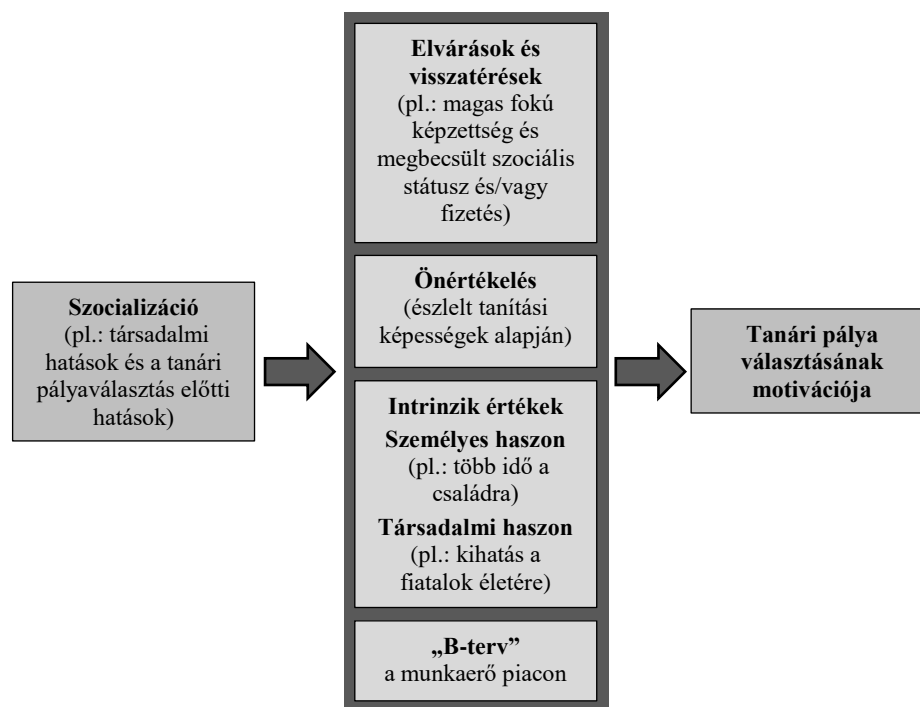 Szocializáció
(pl.: társadalmi
hatások és a tanári
pályaválasztás előtti
hatások)
Elvárások és
visszatérések
(pl.: magas fokú
képzettség és
megbecsült szociális
státusz és/vagy
fizetés)
Önértékelés
(észlelt tanítási
képességek alapján)
Intrinzik értékek
Személyes haszon
(pl.: több idő a
családra)
Társadalmi haszon
(pl.: kihatás a
fiatalok életére)
„B-terv”
a munkaerő piacon
Tanári pálya
választásának
motivációja